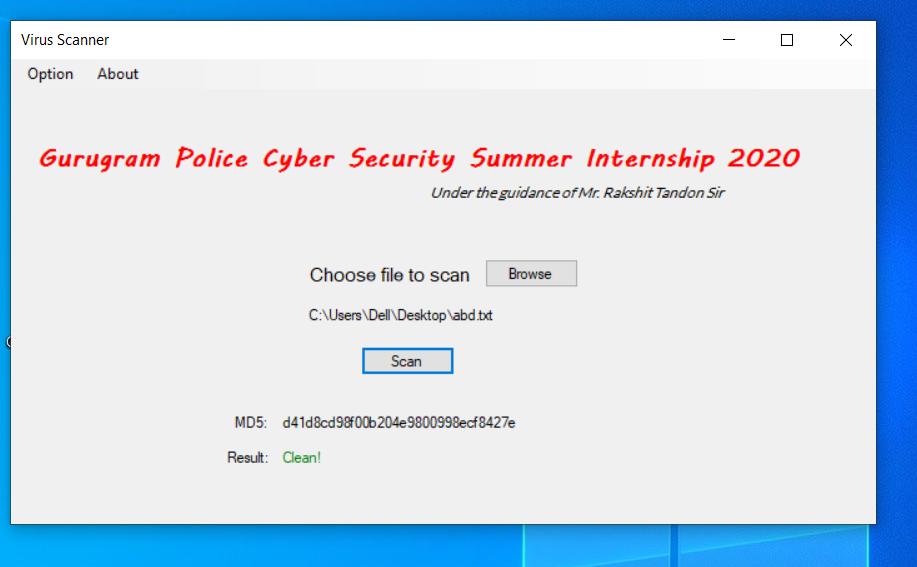 Virus Scanner
Option About
Gurugram Police Cyber Security Summer Internship 2020
Under the guidance of Mr. Rakshit Tandon Sir
Choose file to scan Browse
C:\Users\Dell\Desktop\abd.txt
Scan
MD5: d41d8cd98f00b204e9800998ecf8427e
Result: Clean!